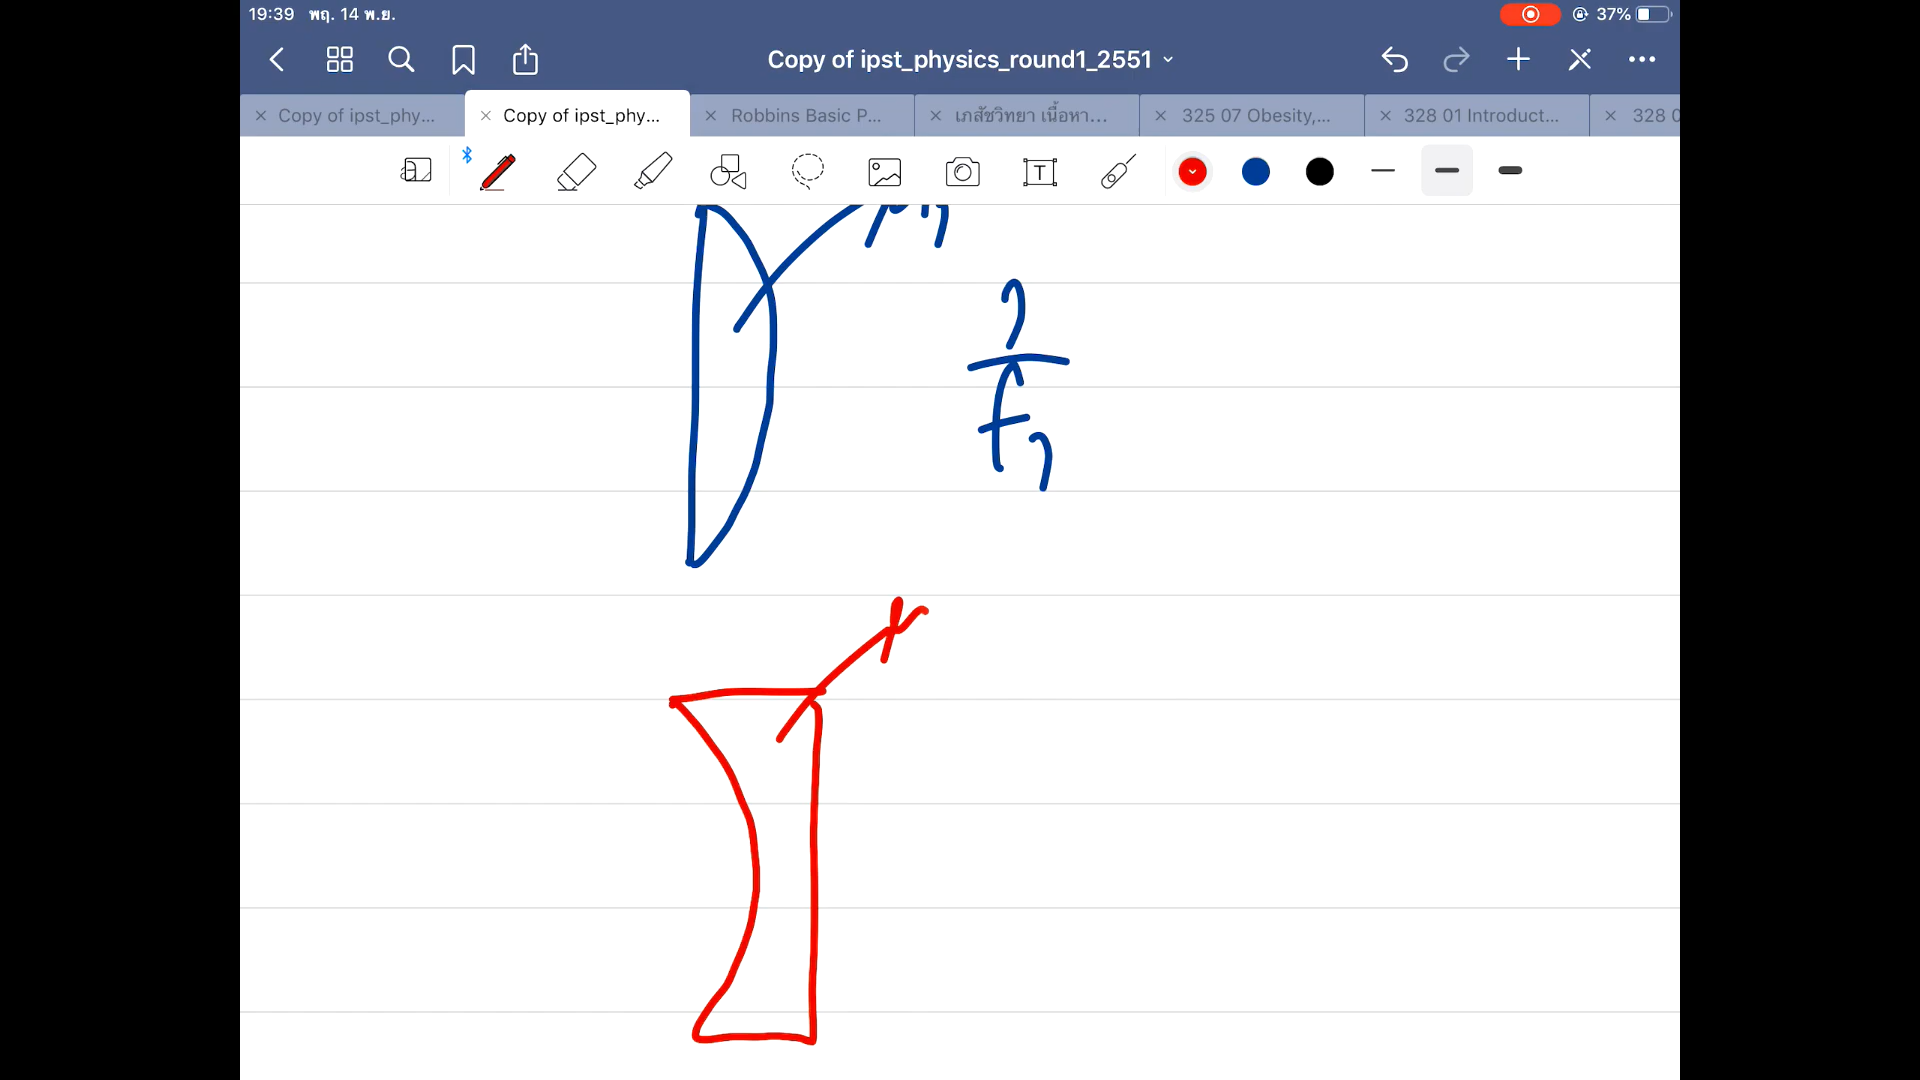 19:39 พฤ. 14 พ.ย. 37%
Copy of ipst_physics_round1_2551
Copy of ipst_phy... Copy of ipst_phy... Robbins Basic P... เภสัชวิทยา เนื้อหา... 325 07 Obesity,... 328 01 Introduct... 328 0
T
1
f1